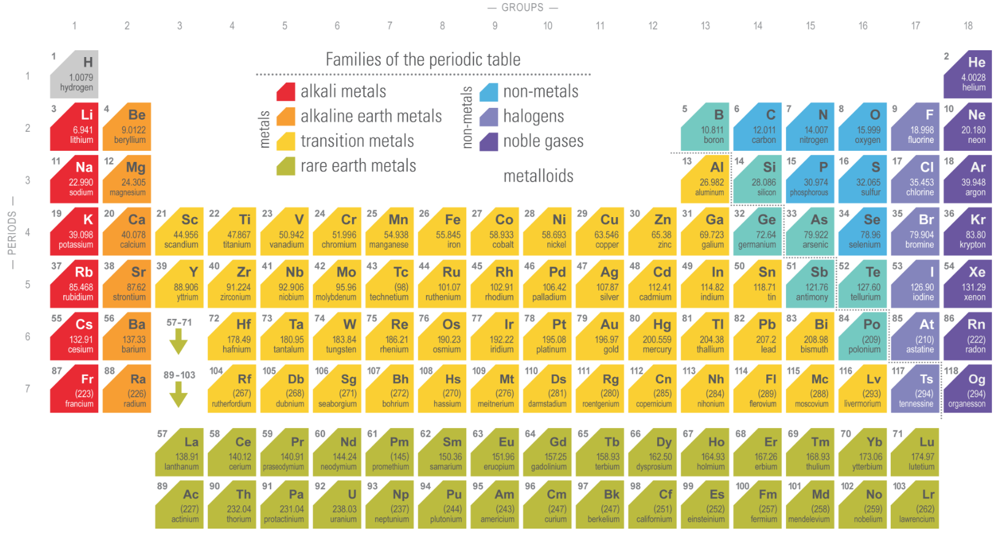 — GROUPS —
1 2 3 4 5 6 7 8 9 10 11 12 13 14 15 16 17 18
— PERIODS —
Families of the periodic table
metals
alkali metals
alkaline earth metals
transition metals
rare earth metals
non-metals
non-metals
halogens
noble gases
metalloids
1
1 H 1.0079 hydrogen
2 He 4.0028 helium
2
3 Li 6.941 lithium
4 Be 9.0122 beryllium
5 B 10.811 boron
6 C 12.011 carbon
7 N 14.007 nitrogen
8 O 15.999 oxygen
9 F 18.998 fluorine
10 Ne 20.180 neon
3
11 Na 22.990 sodium
12 Mg 24.305 magnesium
13 Al 26.982 aluminum
14 Si 28.086 silicon
15 P 30.974 phosphorous
16 S 32.065 sulfur
17 Cl 35.453 chlorine
18 Ar 39.948 argon
4
19 K 39.098 potassium
20 Ca 40.078 calcium
21 Sc 44.956 scandium
22 Ti 47.867 titanium
23 V 50.942 vanadium
24 Cr 51.996 chromium
25 Mn 54.938 manganese
26 Fe 55.845 iron
27 Co 58.933 cobalt
28 Ni 58.693 nickel
29 Cu 63.546 copper
30 Zn 65.38 zinc
31 Ga 69.723 galium
32 Ge 72.64 germanium
33 As 79.922 arsenic
34 Se 78.96 selenium
35 Br 79.904 bromine
36 Kr 83.80 krypton
5
37 Rb 85.468 rubidium
38 Sr 87.62 strontium
39 Y 88.906 yttrium
40 Zr 91.224 zirconium
41 Nb 92.906 niobium
42 Mo 95.96 molybdenum
43 Tc (98) technetium
44 Ru 101.07 ruthenium
45 Rh 102.91 rhodium
46 Pd 106.42 palladium
47 Ag 107.87 silver
48 Cd 112.41 cadmium
49 In 114.82 indium
50 Sn 118.71 tin
51 Sb 121.76 antimony
52 Te 127.60 tellurium
53 I 126.90 iodine
54 Xe 131.29 xenon
6
55 Cs 132.91 cesium
56 Ba 137.33 barium
57-71
72 Hf 178.49 hafnium
73 Ta 180.95 tantalum
74 W 183.84 tungsten
75 Re 186.21 rhenium
76 Os 190.23 osmium
77 Ir 192.22 iridium
78 Pt 195.08 platinum
79 Au 196.97 gold
80 Hg 200.559 mercury
81 Tl 204.38 thallium
82 Pb 207.2 lead
83 Bi 208.98 bismuth
84 Po (209) polonium
85 At (210) astatine
86 Rn (222) radon
7
87 Fr (223) francium
88 Ra (226) radium
89-103
104 Rf (267) rutherfordium
105 Db (268) dubnium
106 Sg (271) seaborgium
107 Bh (272) bohrium
108 Hs (270) hassium
109 Mt (276) meitnerium
110 Ds (281) darmstadium
111 Rg (280) roentgenium
112 Cn (285) copernicium
113 Nh (284) nihonium
114 Fl (289) flerovium
115 Mc (288) moscovium
116 Lv (293) livermorium
117 Ts (294) tennessine
118 Og (294) organesson
57 La 138.91 lanthanum
58 Ce 140.12 cerium
59 Pr 140.91 praseodymium
60 Nd 144.24 neodymium
61 Pm (145) promethium
62 Sm 150.36 samarium
63 Eu 151.96 eruopium
64 Gd 157.25 gadolinium
65 Tb 158.93 terbium
66 Dy 162.50 dysprosium
67 Ho 164.93 holmium
68 Er 167.26 erbium
69 Tm 168.93 thulium
70 Yb 173.06 ytterbium
71 Lu 174.97 lutetium
89 Ac (227) actinium
90 Th 232.04 thorium
91 Pa 231.04 protactinium
92 U 238.03 uranium
93 Np (237) neptunium
94 Pu (244) plutonium
95 Am (243) americium
96 Cm (247) curium
97 Bk (247) berkelium
98 Cf (251) californium
99 Es (252) einsteinium
100 Fm (257) fermium
101 Md (258) mendelevium
102 No (259) nobelium
103 Lr (262) lawrencium